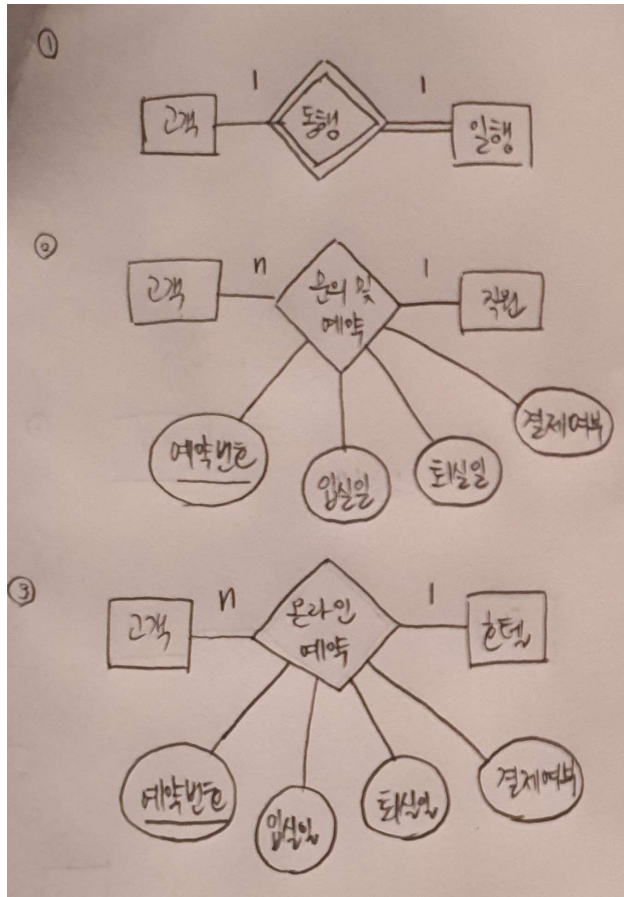 ①
1 1
고객 동행 일행
②
n 1
고객 문의 및 직원
예약
결제여부
예약번호 입실일 퇴실일
③
n 1
고객 온라인 호텔
예약
예약번호 입실일 퇴실일 결제여부